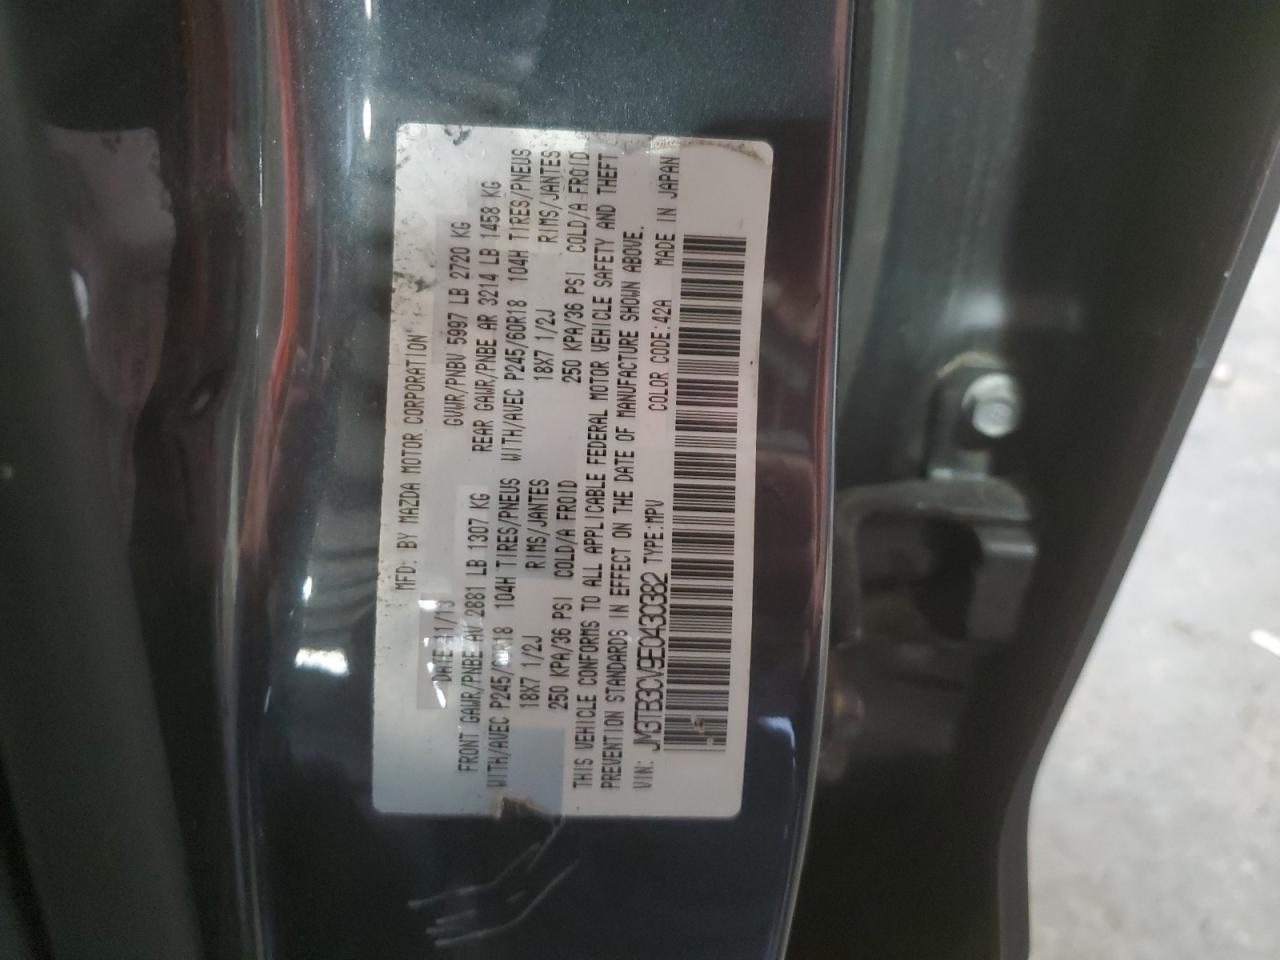 MFD. BY MAZDA MOTOR CORPORATION
DATE:11/13 GVWR/PNBV 5997 LB 2720 KG
FRONT GAWR/PNBE AV 2881 LB 1307 KG REAR GAWR/PNBE AR 3214 LB 1458 KG
WITH/AVEC P245/60R18 104H TIRES/PNEUS WITH/AVEC P245/60R18 104H TIRES/PNEUS
18X7 1/2J RIMS/JANTES 18X7 1/2J RIMS/JANTES
250 KPA/36 PSI COLD/A FROID 250 KPA/36 PSI COLD/A FROID
THIS VEHICLE CONFORMS TO ALL APPLICABLE FEDERAL MOTOR VEHICLE SAFETY AND THEFT
PREVENTION STANDARDS IN EFFECT ON THE DATE OF MANUFACTURE SHOWN ABOVE.
VIN: JM3TB3CV9E0430382 TYPE:MPV COLOR CODE:42A MADE IN JAPAN